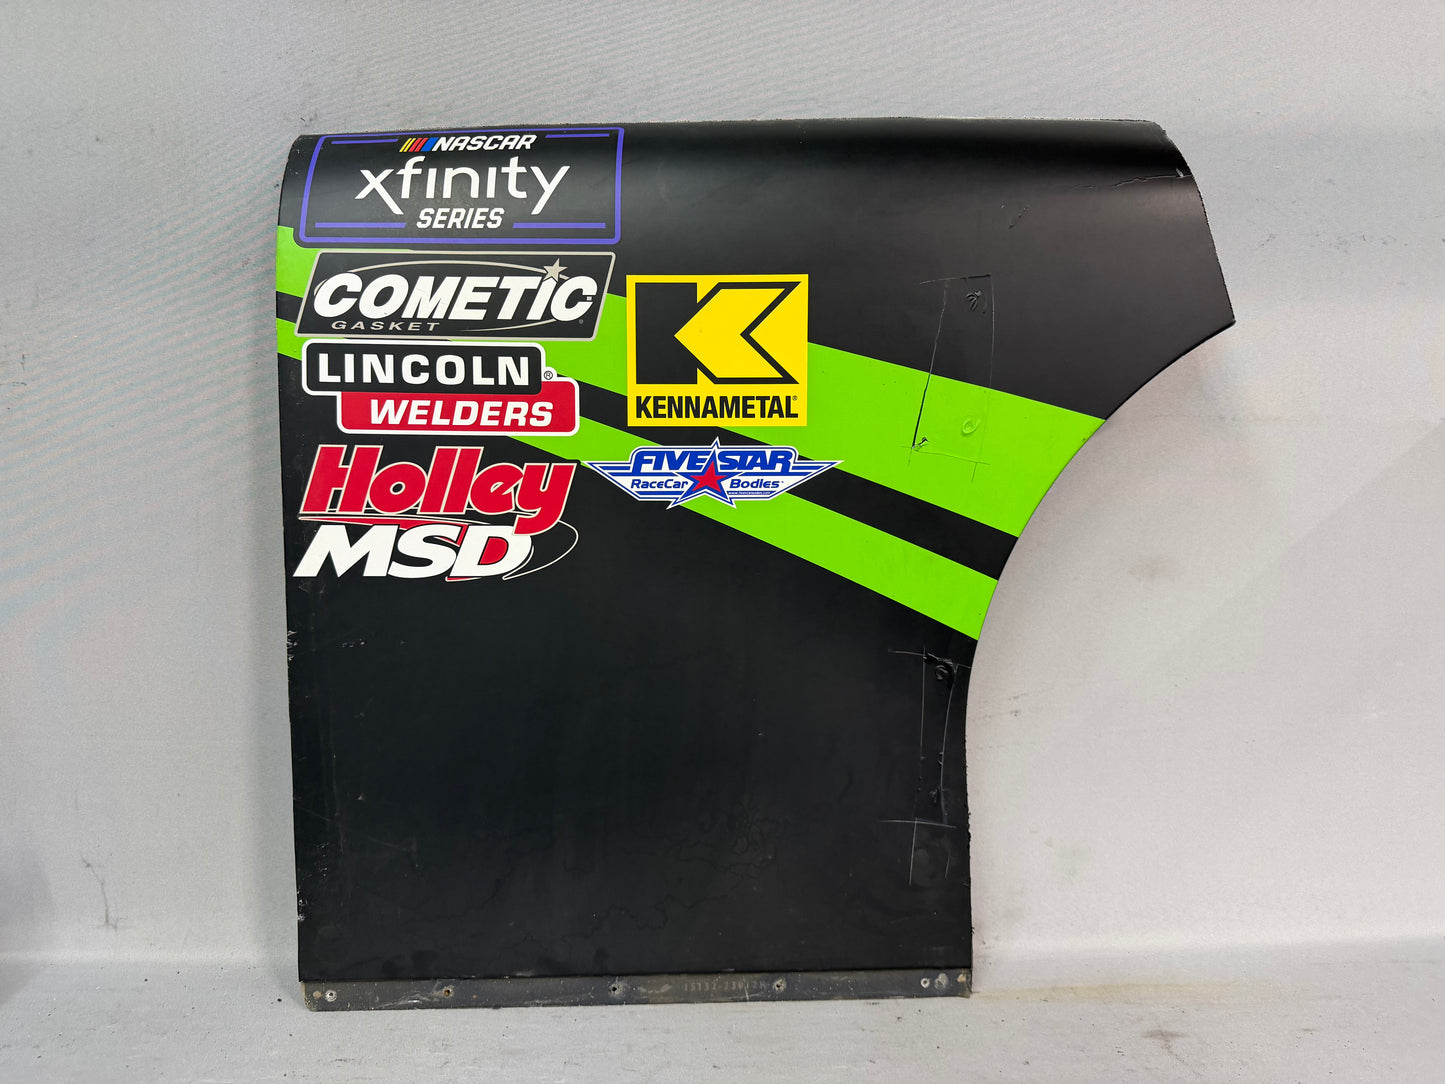 NASCAR
xfinity
SERIES
COMETIC
GASKET
LINCOLN®
WELDERS
Holley
MSD
KENNAMETAL®
FIVE STAR
RaceCar Bodies